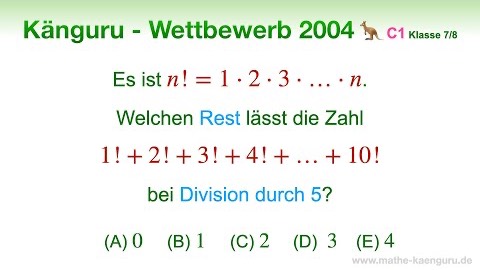 Känguru - Wettbewerb 2004 🦘 C1 Klasse 7/8
Es ist n! = 1 · 2 · 3 · … · n.
Welchen Rest lässt die Zahl
1! + 2! + 3! + 4! + … + 10!
bei Division durch 5?
(A) 0 (B) 1 (C) 2 (D) 3 (E) 4
www.mathe-kaenguru.de